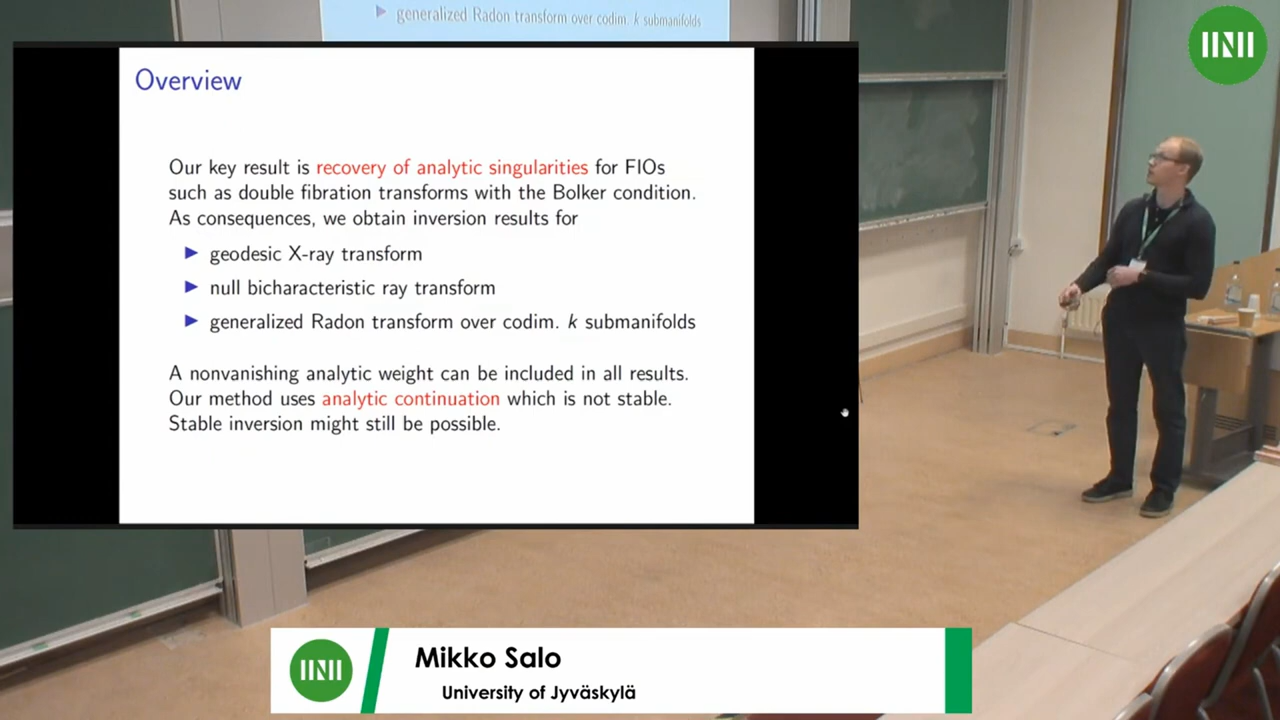 ▶ generalized Radon transform over codim. k submanifolds
Overview
Our key result is recovery of analytic singularities for FIOs
such as double fibration transforms with the Bolker condition.
As consequences, we obtain inversion results for
▶ geodesic X-ray transform
▶ null bicharacteristic ray transform
▶ generalized Radon transform over codim. k submanifolds
A nonvanishing analytic weight can be included in all results.
Our method uses analytic continuation which is not stable.
Stable inversion might still be possible.
Mikko Salo
University of Jyväskylä